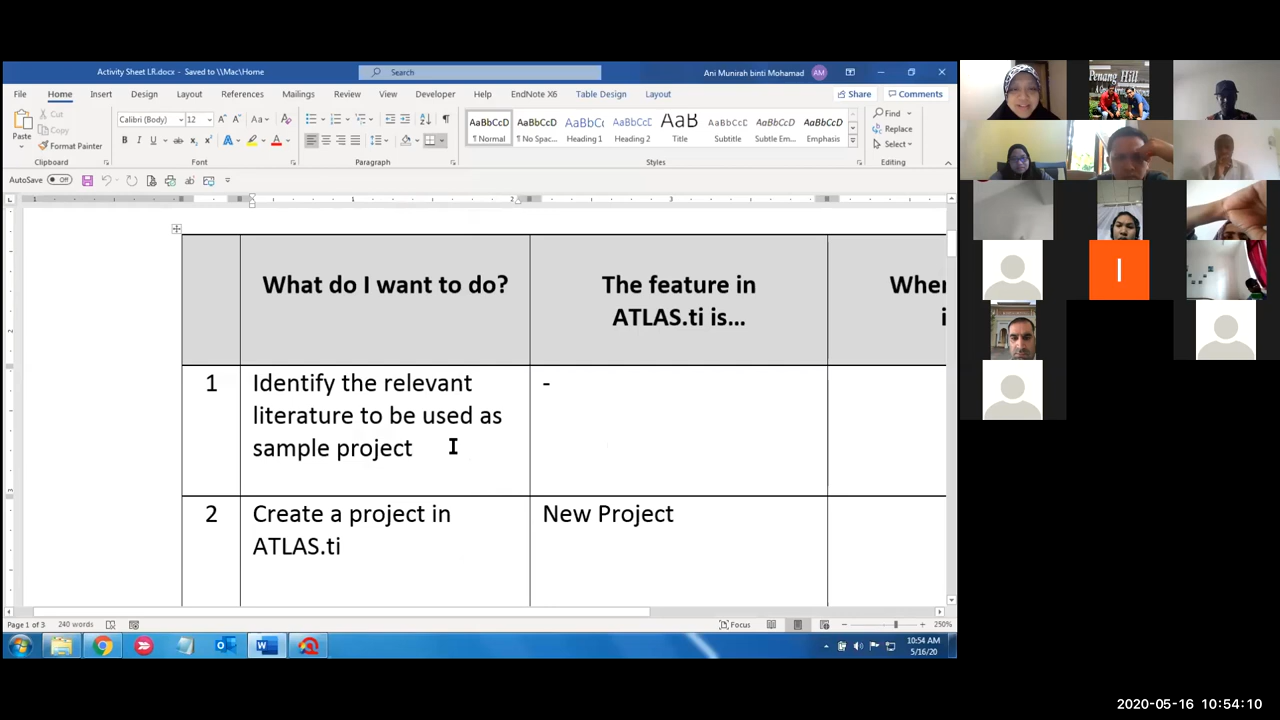 Activity Sheet LR.docx - Saved to \\Mac\Home
Search
Ani Munirah binti Mohamad
AM
File Home Insert Design Layout References Mailings Review View Developer Help EndNote X6 Table Design Layout
Share Comments
Paste
Cut
Copy
Format Painter
Clipboard
Calibri (Body) 12
Font
Paragraph
AaBbCcD AaBbCcD AaBbC AaBbCcC AaB AaBbCcD AaBbCcD AaBbCcD
¶ Normal ¶ No Spac... Heading 1 Heading 2 Title Subtitle Subtle Em... Emphasis
Styles
Find
Replace
Select
Editing
AutoSave Off
What do I want to do?
The feature in
ATLAS.ti is...
1
Identify the relevant
literature to be used as
sample project
-
2
Create a project in
ATLAS.ti
New Project
Page 1 of 3 240 words
Focus
250%
10:54 AM
5/16/20
Penang Hill
I
2020-05-16 10:54:10